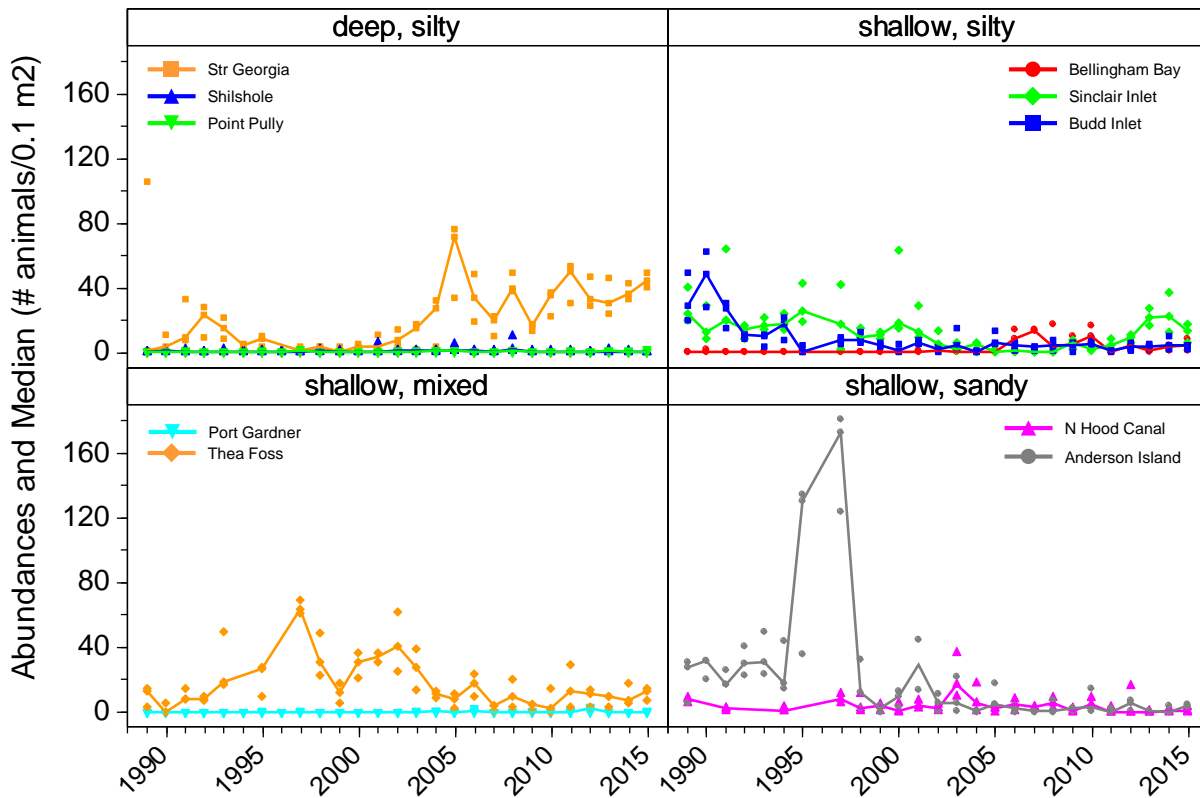 Abundances and Median (# animals/0.1 m2)
deep, silty
Str Georgia
Shilshole
Point Pully
160
120
80
40
0
shallow, silty
Bellingham Bay
Sinclair Inlet
Budd Inlet
shallow, mixed
Port Gardner
Thea Foss
160
120
80
40
0
1990
1995
2000
2005
2010
2015
shallow, sandy
N Hood Canal
Anderson Island
1990
1995
2000
2005
2010
2015